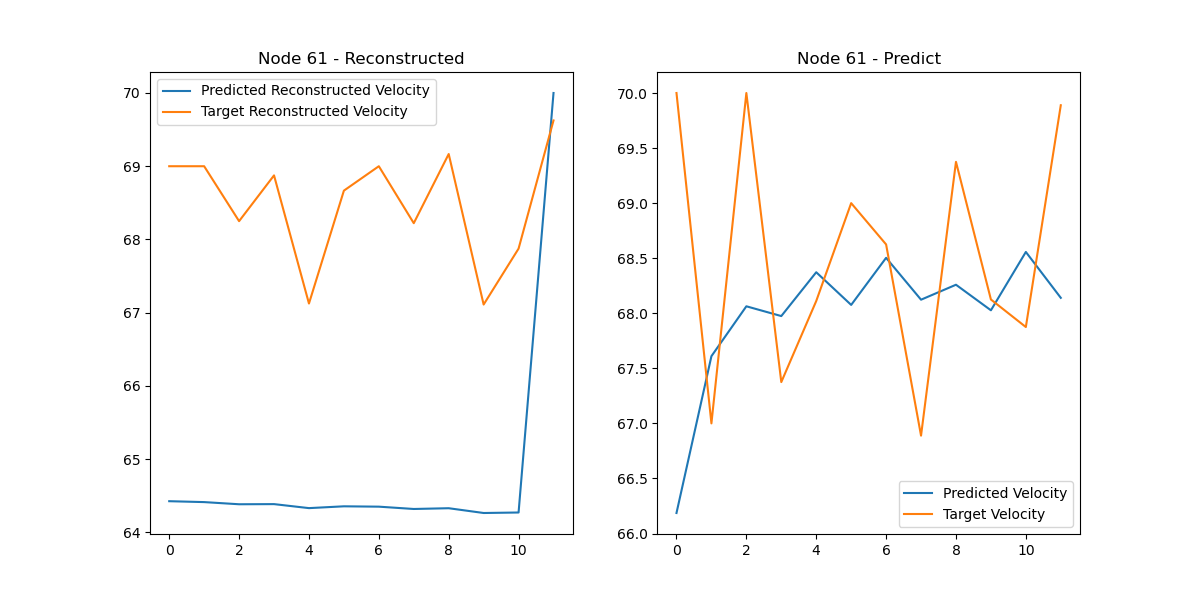 Node 61 - Reconstructed
Predicted Reconstructed Velocity
Target Reconstructed Velocity
70
69
68
67
66
65
64
0 2 4 6 8 10
Node 61 - Predict
70.0
69.5
69.0
68.5
68.0
67.5
67.0
66.5
66.0
Predicted Velocity
Target Velocity
0 2 4 6 8 10